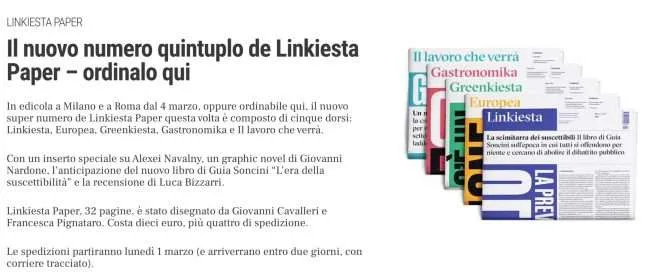 LINKIESTA PAPER
Il nuovo numero quintuplo de Linkiesta
Paper – ordinalo qui
In edicola a Milano e a Roma dal 4 marzo, oppure ordinabile qui, il nuovo
super numero de Linkiesta Paper questa volta è composto di cinque dorsi:
Linkiesta, Europea, Greenkiesta, Gastronomika e Il lavoro che verrà.
Con un inserto speciale su Alexei Navalny, un graphic novel di Giovanni
Nardone, l'anticipazione del nuovo libro di Guia Soncini "L'era della
suscettibilità" e la recensione di Luca Bizzarri.
Linkiesta Paper, 32 pagine, è stato disegnato da Giovanni Cavalleri e
Francesca Pignataro. Costa dieci euro, più quattro di spedizione.
Le spedizioni partiranno lunedì 1 marzo (e arriverrano entro due giorni, con
corriere tracciato).
Il lavoro che verrà
Gastronomika
Greenkiesta
Europea
Linkiesta
La scimitarra dei suscettibili Il libro di Guia
Soncini sull'epoca in cui tutti si offendono per
niente e cercano di abolire il dibattito pubblico.
LA PREV